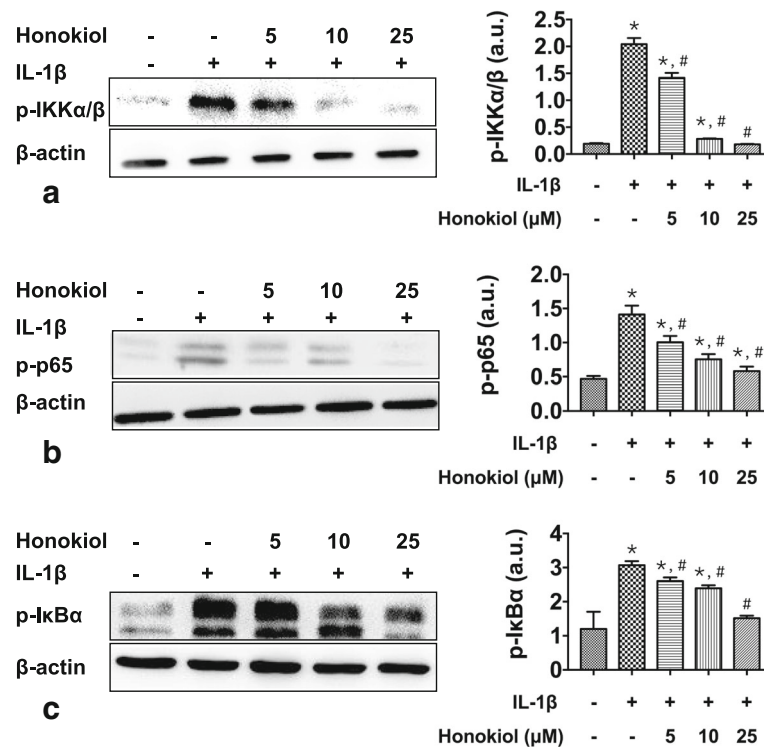 Honokiol - - 5 10 25
IL-1β - + + + +
p-IKKα/β
β-actin
a
p-IKKα/β (a.u.)
2.5
2.0
1.5
1.0
0.5
0.0
*
*, #
*, #
#
IL-1β - + + + +
Honokiol (μM) - - 5 10 25
Honokiol - - 5 10 25
IL-1β - + + + +
p-p65
β-actin
b
p-p65 (a.u.)
2.0
1.5
1.0
0.5
0.0
*
*, #
*, #
*, #
IL-1β - + + + +
Honokiol (μM) - - 5 10 25
Honokiol - - 5 10 25
IL-1β - + + + +
p-IκBα
β-actin
c
p-IκBα (a.u.)
4
3
2
1
0
*
*, #
*, #
#
IL-1β - + + + +
Honokiol (μM) - - 5 10 25